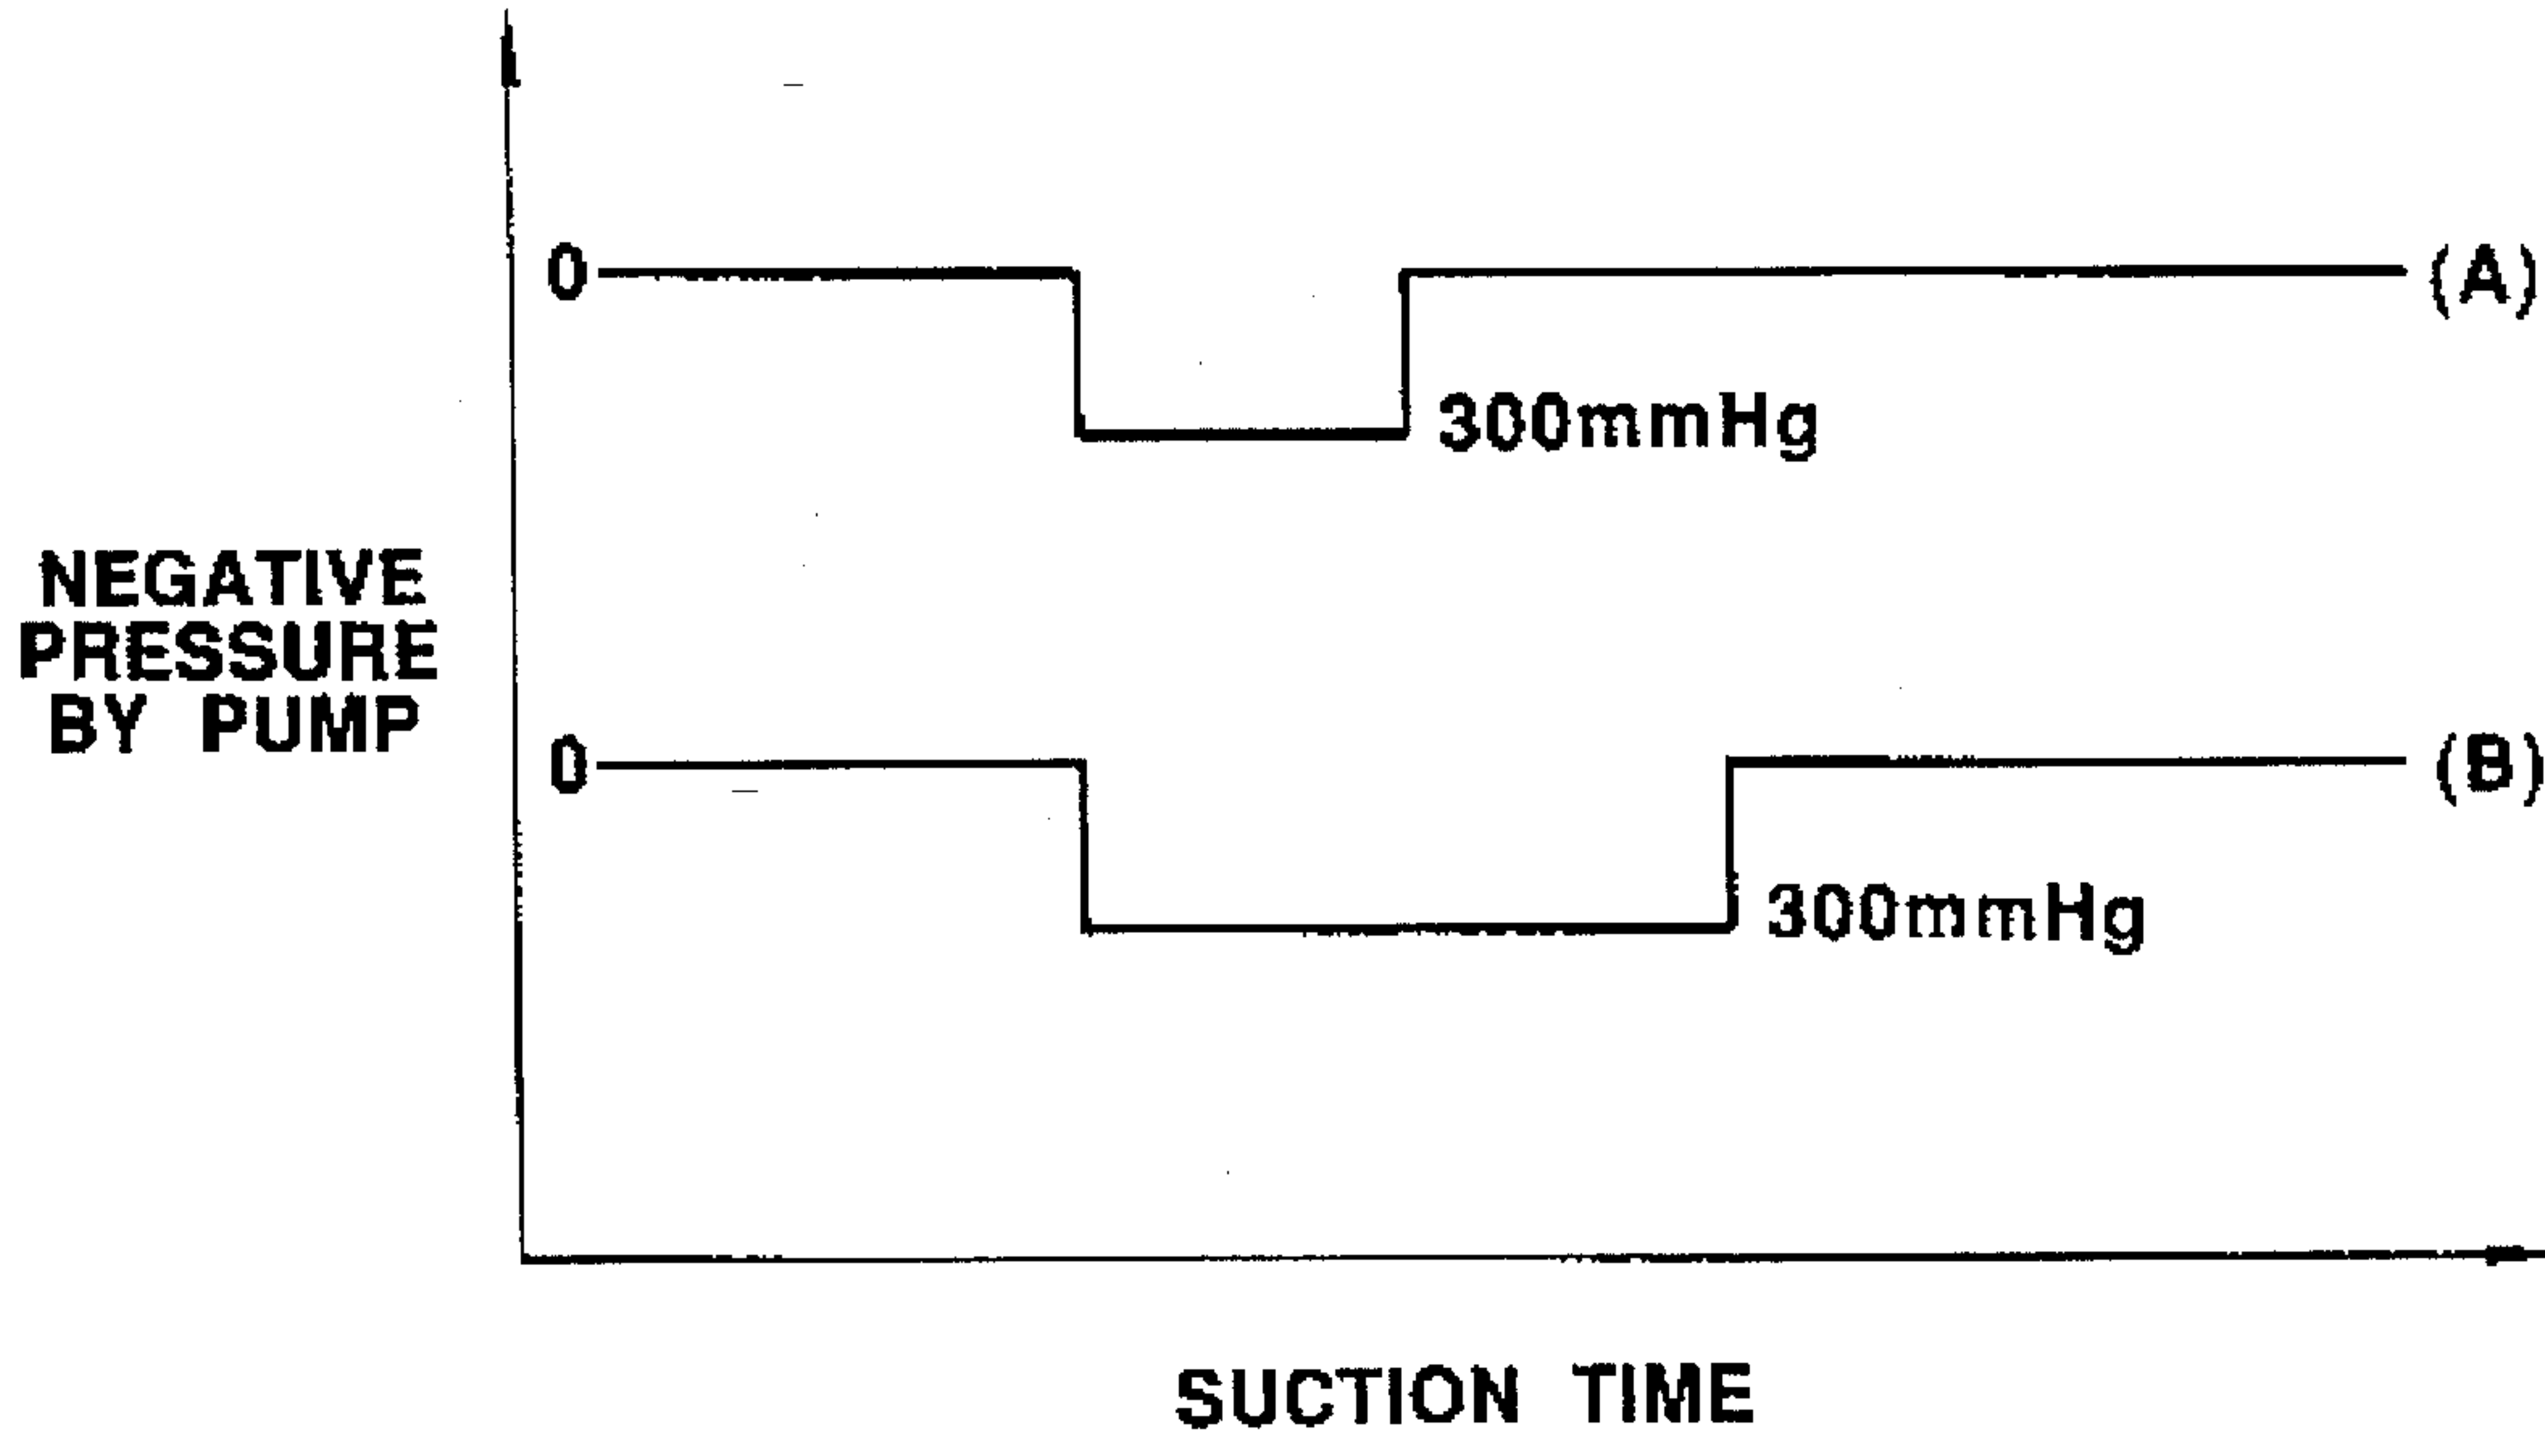 0
(A)
300mmHg
NEGATIVE
PRESSURE
BY PUMP
0
(B)
300mmHg
SUCTION TIME